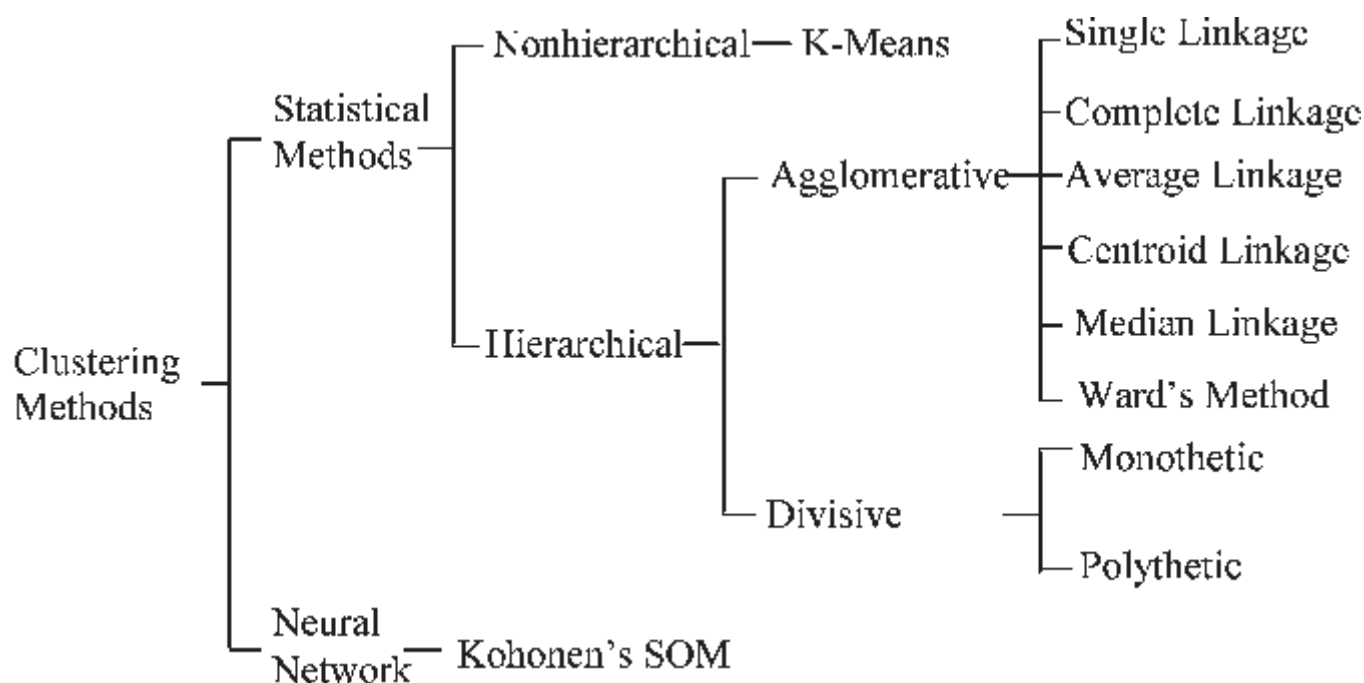 Nonhierarchical
K-Means
Single Linkage
Statistical
Methods
Complete Linkage
Agglomerative
Average Linkage
Centroid Linkage
Hierarchical
Median Linkage
Clustering
Methods
Ward's Method
Monothetic
Divisive
Polythetic
Neural
Network
Kohonen's SOM